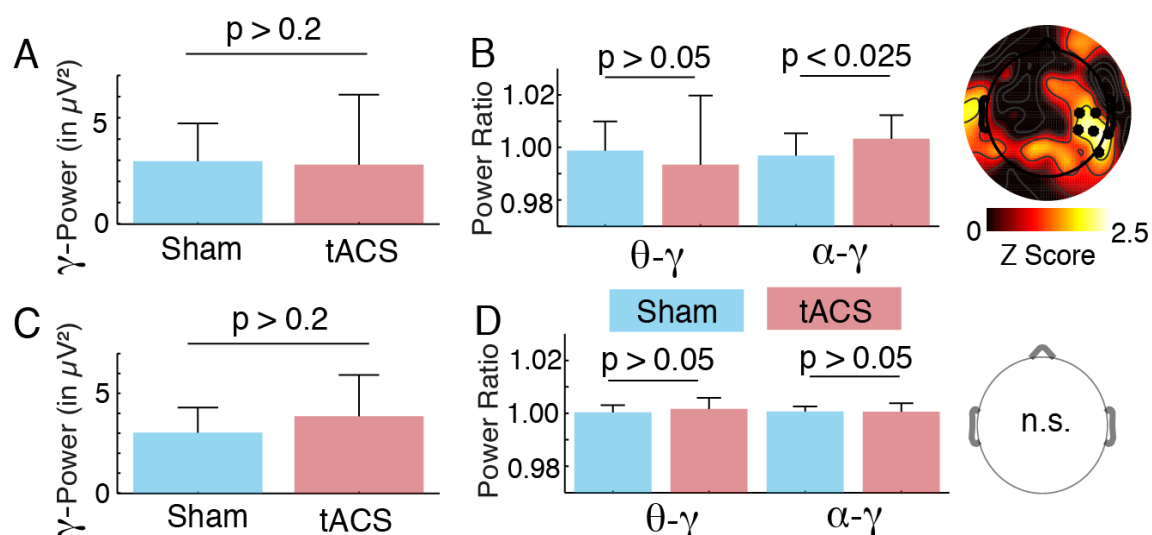 A
p > 0.2
γ-Power (in µV²)
5
0
Sham
tACS
B
p > 0.05
p < 0.025
Power Ratio
1.02
1.00
0.98
θ-γ
α-γ
0
2.5
Z Score
Sham
tACS
C
p > 0.2
γ-Power (in µV²)
5
0
Sham
tACS
D
p > 0.05
p > 0.05
Power Ratio
1.02
1.00
0.98
θ-γ
α-γ
n.s.